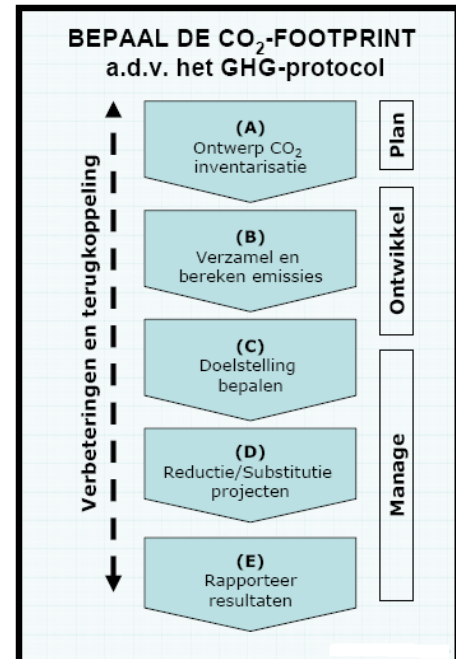 BEPAAL DE CO₂-FOOTPRINT
a.d.v. het GHG-protocol
Verbeteringen en terugkoppeling
(A)
Ontwerp CO₂
inventarisatie
(B)
Verzamel en
bereken emissies
(C)
Doelstelling
bepalen
(D)
Reductie/Substitutie
projecten
(E)
Rapporteer
resultaten
Plan
Ontwikkel
Manage